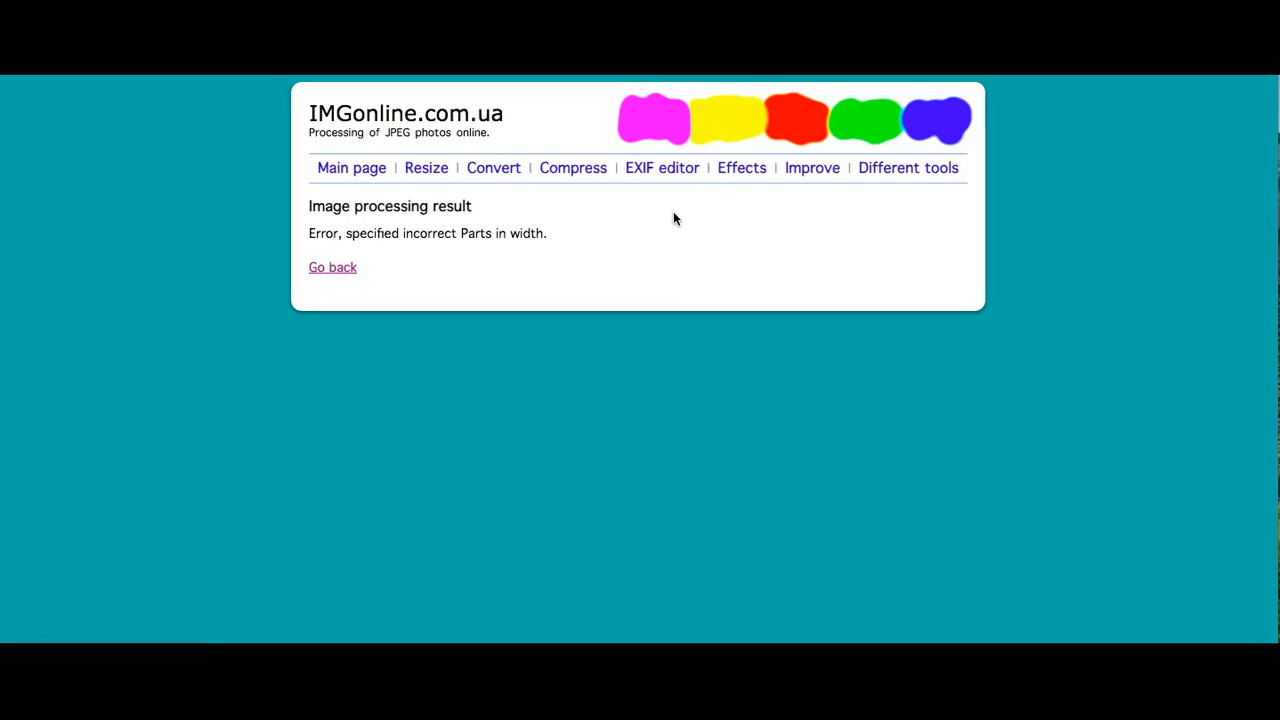 IMGonline.com.ua
Processing of JPEG photos online.
Main page | Resize | Convert | Compress | EXIF editor | Effects | Improve | Different tools
Image processing result
Error, specified incorrect Parts in width.
Go back